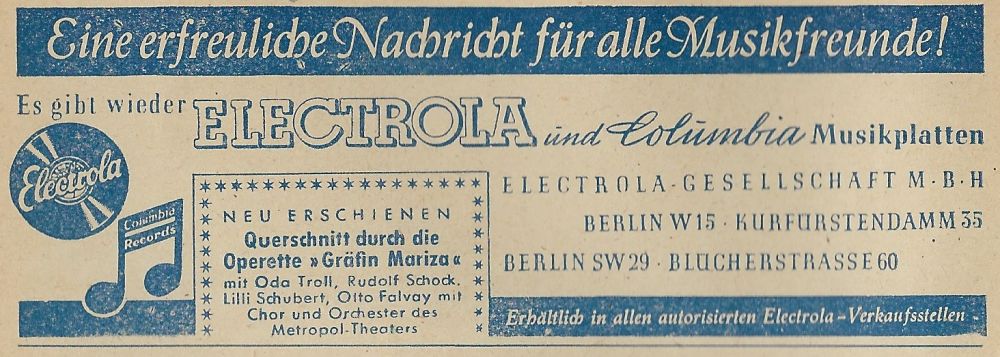 Eine erfreuliche Nachricht für alle Musikfreunde!
Es gibt wieder ELECTROLA und Columbia Musikplatten
Electrola
Columbia
Records
NEU ERSCHIENEN
Querschnitt durch die
Operette »Gräfin Mariza«
mit Oda Troll, Rudolf Schock,
Lilli Schubert, Otto Falvay mit
Chor und Orchester des
Metropol-Theaters
ELECTROLA-GESELLSCHAFT M·B·H
BERLIN W15 · KURFÜRSTENDAMM 35
BERLIN SW29 · BLÜCHERSTRASSE 60
Erhältlich in allen autorisierten Electrola-Verkaufsstellen